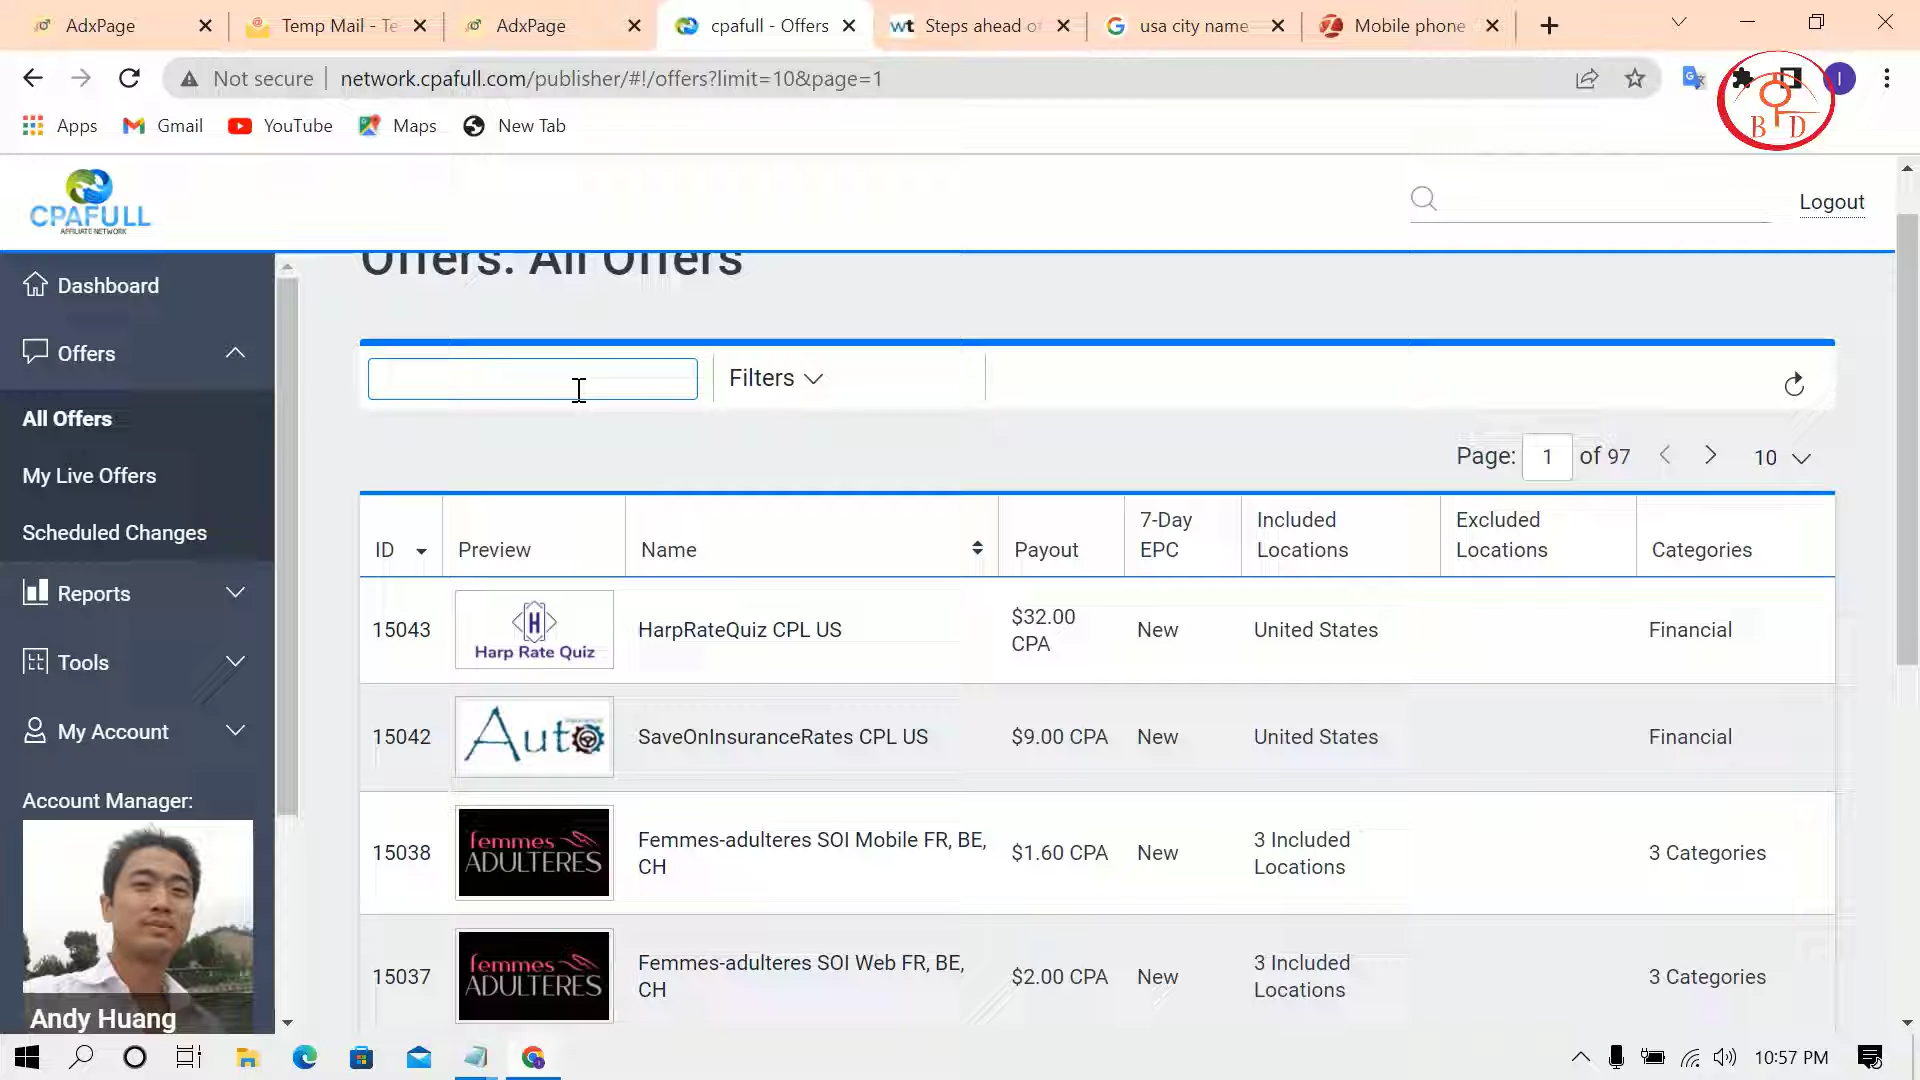 AdxPage
Temp Mail - Te
AdxPage
cpafull - Offers
wt Steps ahead of
usa city name
Mobile phone
Not secure network.cpafull.com/publisher/#!/offers?limit=10&page=1
I
B D
Apps Gmail YouTube Maps New Tab
CPAFULL
AFFILIATE NETWORK
Logout
Offers: All Offers
Dashboard
Offers
All Offers
My Live Offers
Scheduled Changes
Reports
Tools
My Account
Account Manager:
Andy Huang
Filters
Page: 1 of 97 10
ID Preview Name Payout 7-Day EPC Included Locations Excluded Locations Categories
15043 H Harp Rate Quiz HarpRateQuiz CPL US $32.00 CPA New United States Financial
15042 Auto SaveOnInsuranceRates CPL US $9.00 CPA New United States Financial
15038 femmes ADULTERES Femmes-adulteres SOI Mobile FR, BE, CH $1.60 CPA New 3 Included Locations 3 Categories
15037 femmes ADULTERES Femmes-adulteres SOI Web FR, BE, CH $2.00 CPA New 3 Included Locations 3 Categories
10:57 PM